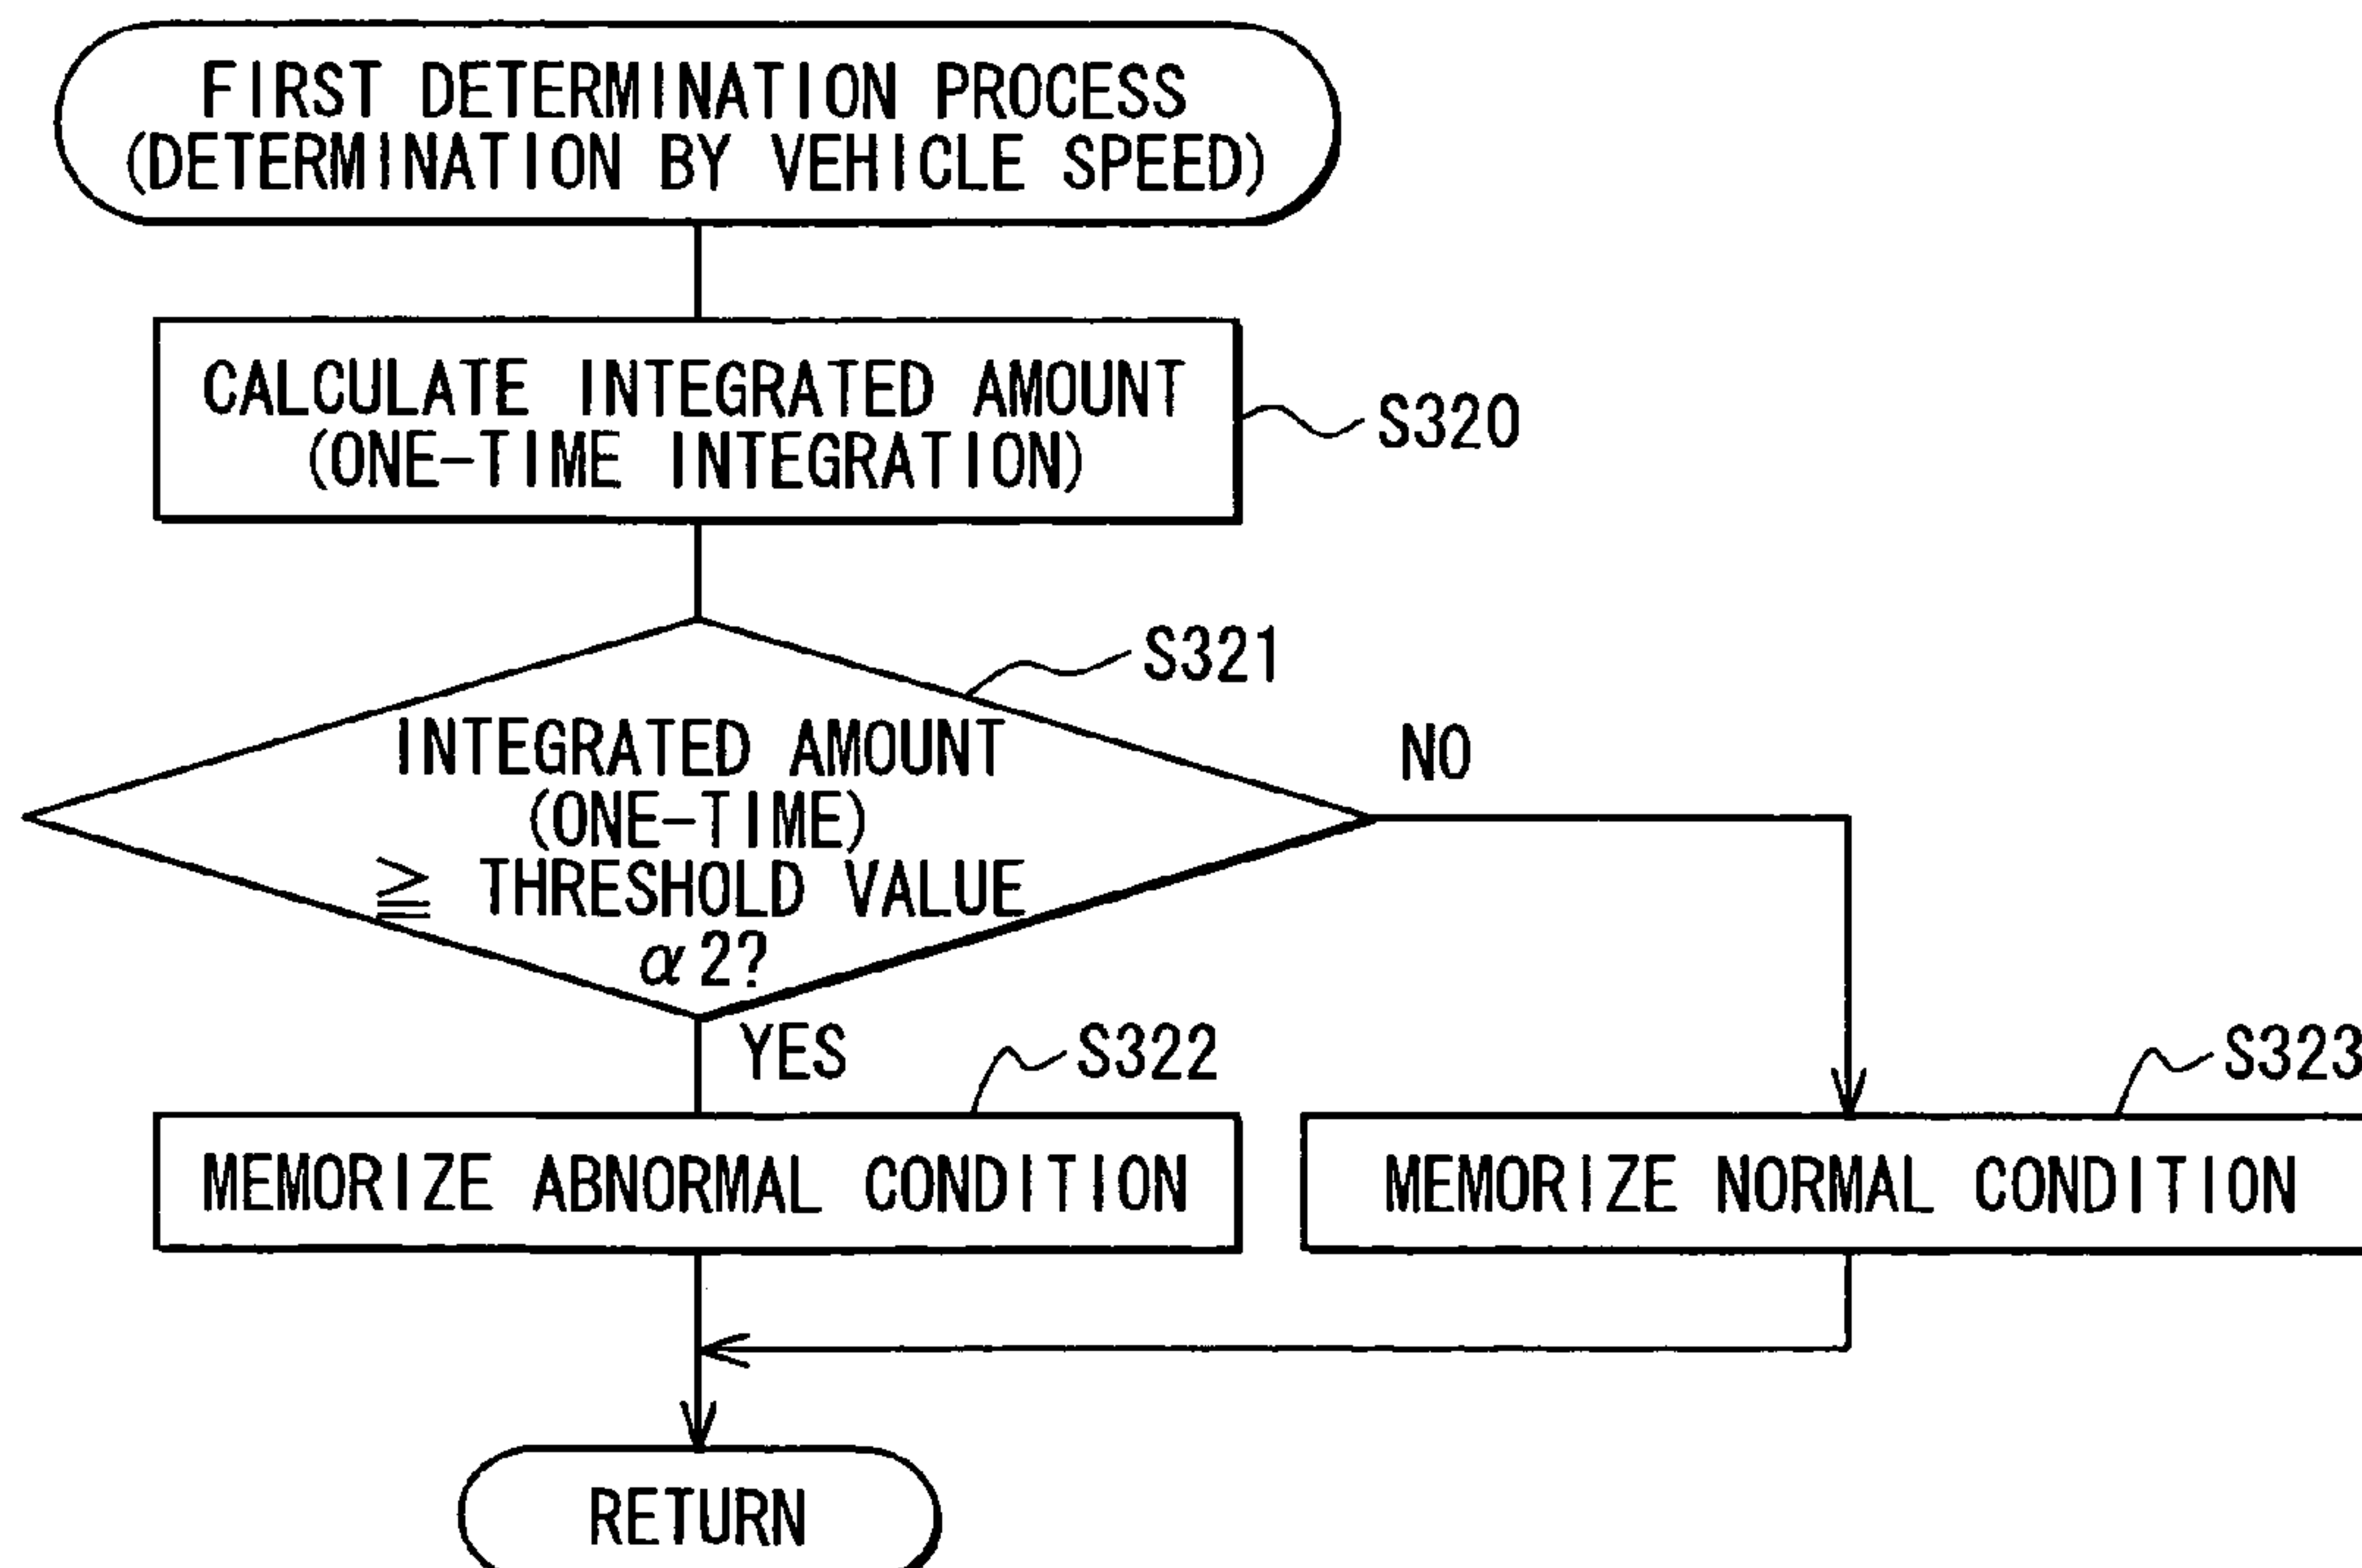 FIRST DETERMINATION PROCESS
(DETERMINATION BY VEHICLE SPEED)
CALCULATE INTEGRATED AMOUNT
(ONE-TIME INTEGRATION)
S320
S321
INTEGRATED AMOUNT
(ONE-TIME)
≧ THRESHOLD VALUE
α2?
NO
YES
S322
S323
MEMORIZE ABNORMAL CONDITION
MEMORIZE NORMAL CONDITION
RETURN